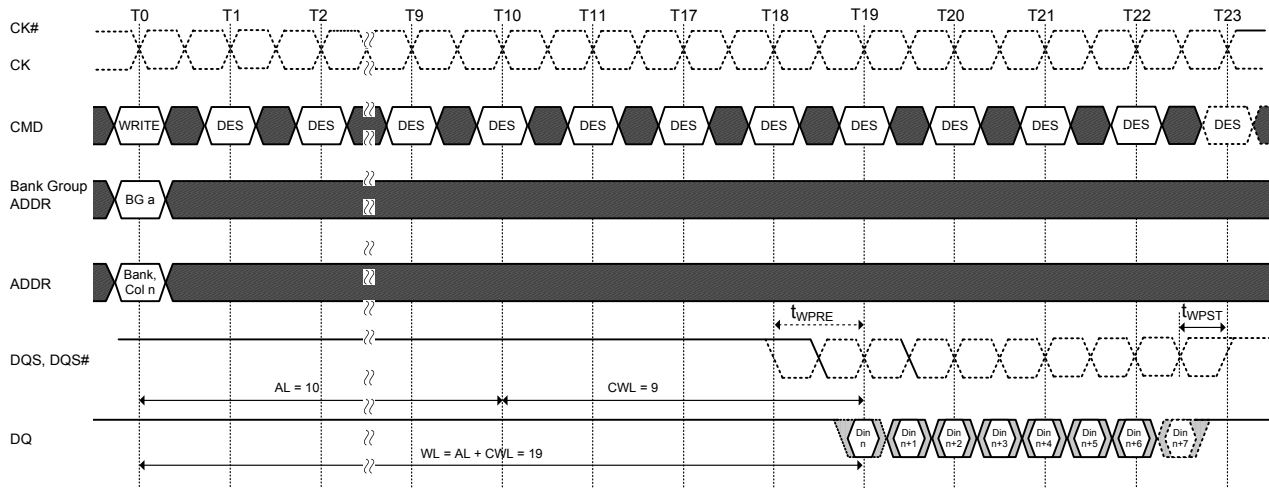 T0 T1 T2 T9 T10 T11 T17 T18 T19 T20 T21 T22 T23
CK#
CK
CMD WRITE DES DES DES DES DES DES DES DES DES DES DES DES
Bank Group
ADDR BG a
ADDR Bank,
Col n
tWPRE tWPST
DQS, DQS#
AL = 10 CWL = 9
DQ Din n Din n+1 Din n+2 Din n+3 Din n+4 Din n+5 Din n+6 Din n+7
WL = AL + CWL = 19